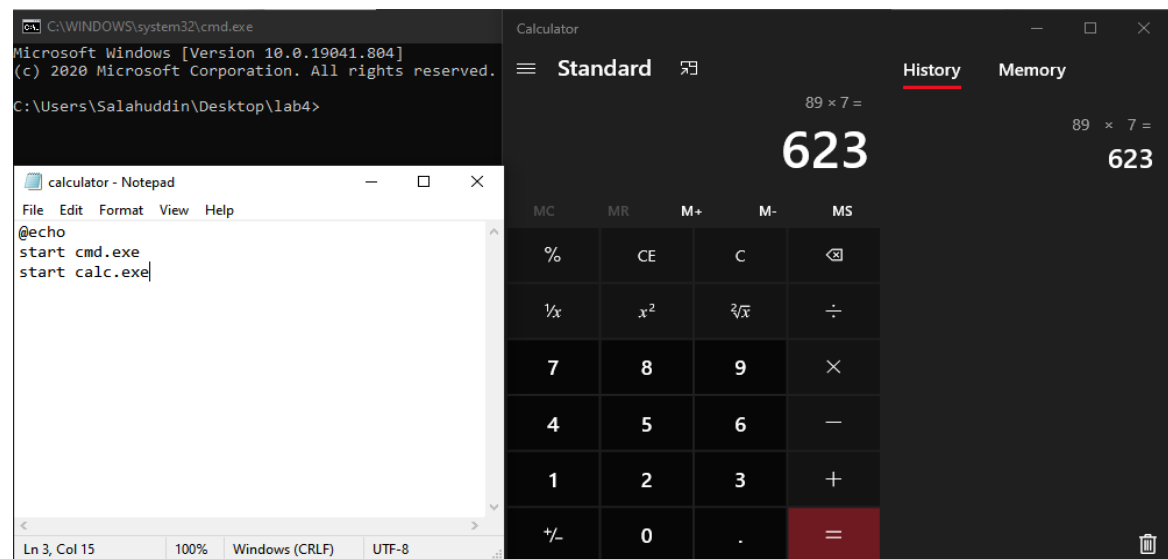 C:\WINDOWS\system32\cmd.exe
Microsoft Windows [Version 10.0.19041.804]
(c) 2020 Microsoft Corporation. All rights reserved.
C:\Users\Salahuddin\Desktop\lab4>
calculator - Notepad
File Edit Format View Help
@echo
start cmd.exe
start calc.exe
Ln 3, Col 15 100% Windows (CRLF) UTF-8
Calculator
Standard
89 × 7 =
623
MC MR M+ M- MS
% CE C
¹/x x² ²√x ÷
7 8 9 ×
4 5 6 −
1 2 3 +
+/− 0 . =
History Memory
89 × 7 =
623